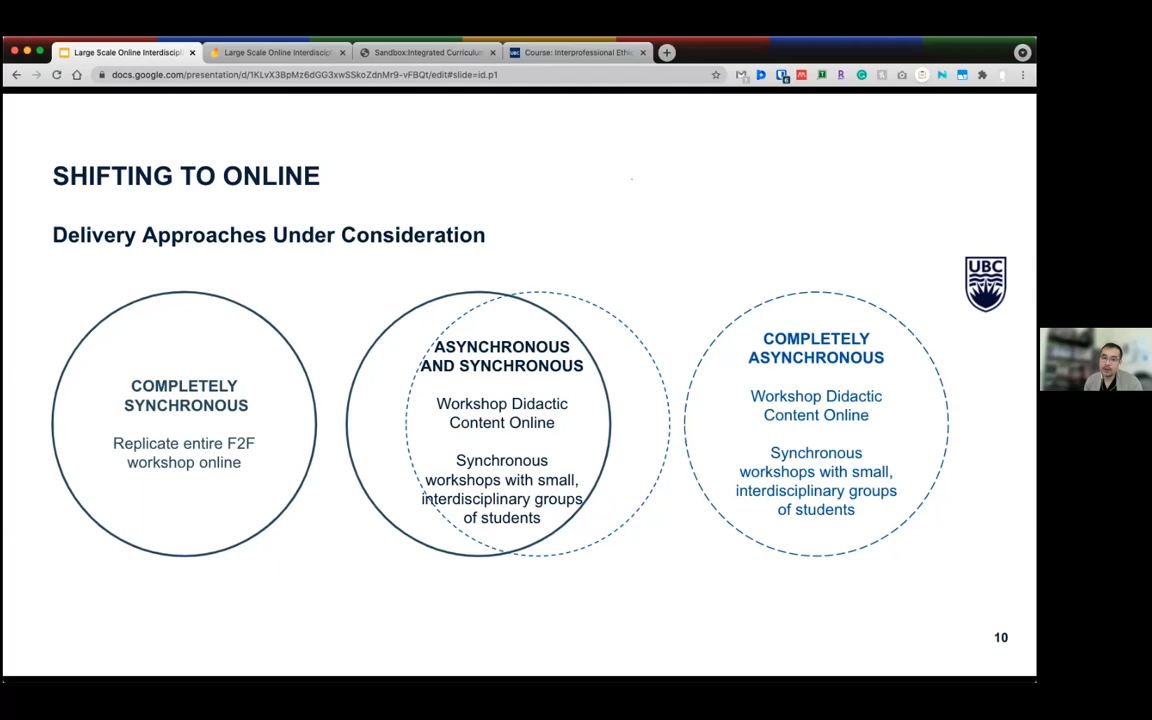 Large Scale Online Interdiscipl
Large Scale Online Interdiscipl
Sandbox:Integrated Curriculum
Course: Interprofessional Ethi
docs.google.com/presentation/d/1KLvX3BpMz6dGG3xwSSkoZdnMr9-vFBQt/edit#slide=id.p1
SHIFTING TO ONLINE
Delivery Approaches Under Consideration
UBC
COMPLETELY
SYNCHRONOUS
Replicate entire F2F
workshop online
ASYNCHRONOUS
AND SYNCHRONOUS
Workshop Didactic
Content Online
Synchronous
workshops with small,
interdisciplinary groups
of students
COMPLETELY
ASYNCHRONOUS
Workshop Didactic
Content Online
Synchronous
workshops with small,
interdisciplinary groups
of students
10